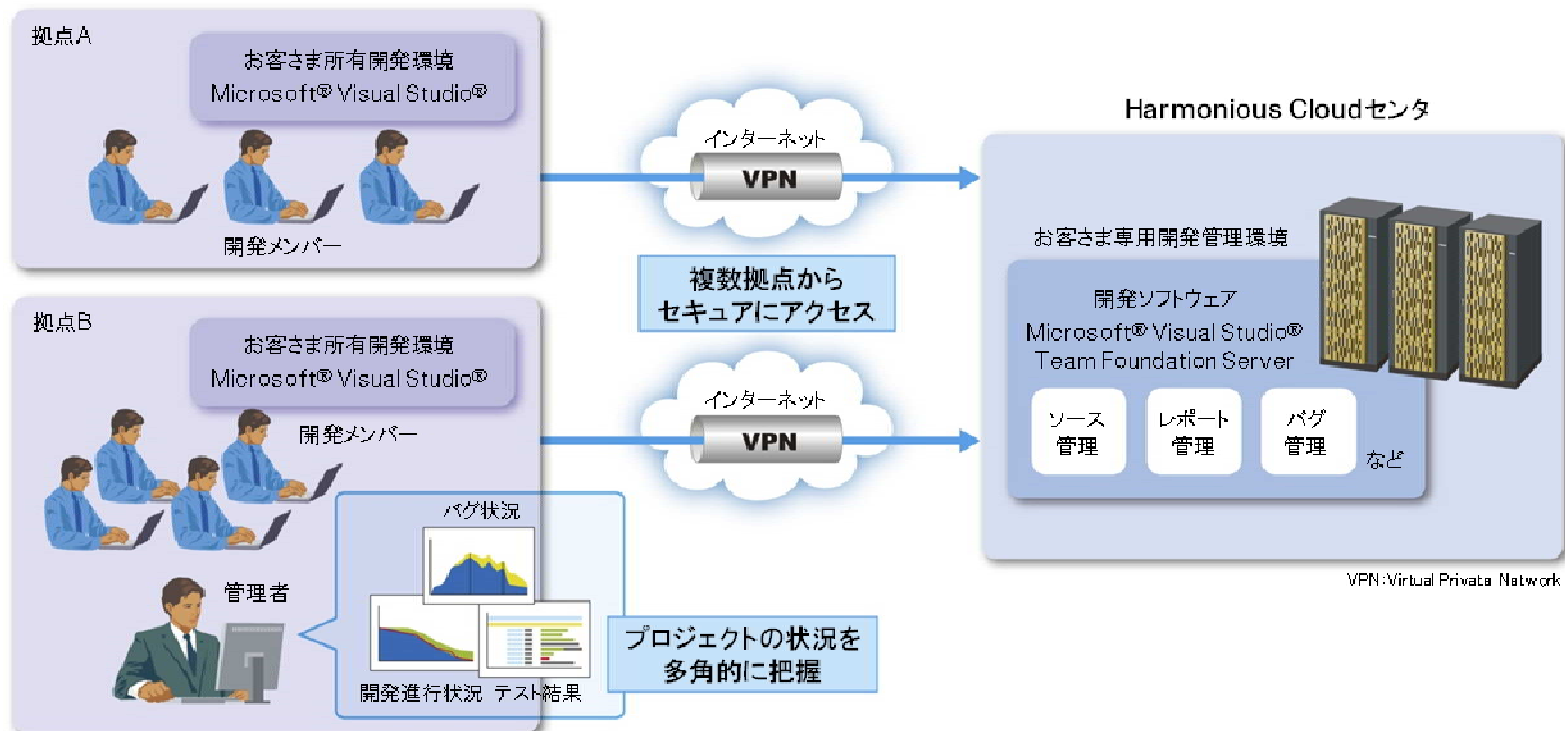 拠点A
お客さま所有開発環境
Microsoft® Visual Studio®
開発メンバー
インターネット
VPN
複数拠点から
セキュアにアクセス
拠点B
お客さま所有開発環境
Microsoft® Visual Studio®
開発メンバー
インターネット
VPN
バグ状況
管理者
開発進行状況 テスト結果
プロジェクトの状況を
多角的に把握
Harmonious Cloudセンタ
お客さま専用開発管理環境
開発ソフトウェア
Microsoft® Visual Studio®
Team Foundation Server
ソース
管理
レポート
管理
バグ
管理
など
VPN:Virtual Private Network